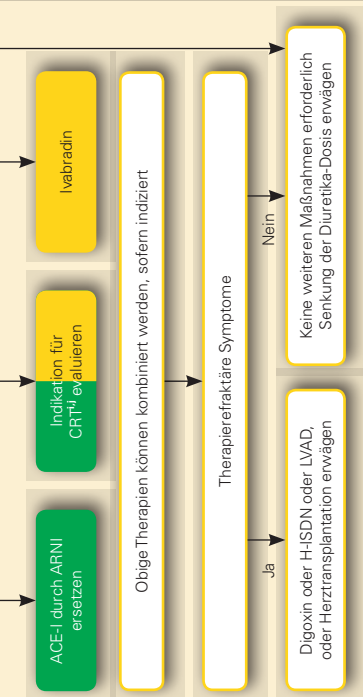 ACE-I durch ARNI
ersetzen
Indikation für
CRTi,j evaluieren
Ivabradin
Obige Therapien können kombiniert werden, sofern indiziert
Therapierefraktäre Symptome
Ja
Nein
Digoxin oder H-ISDN oder LVAD,
oder Herztransplantation erwägen
Keine weiteren Maßnahmen erforderlich
Senkung der Diuretika-Dosis erwägen